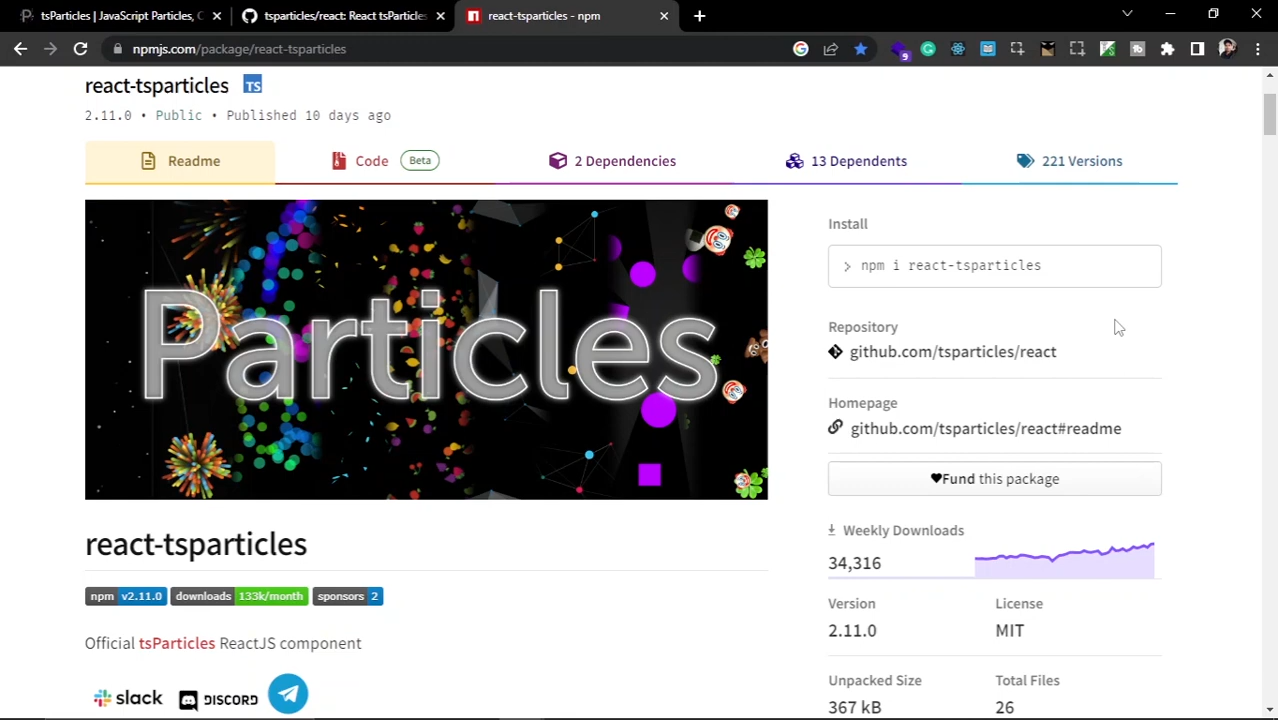 tsParticles | JavaScript Particles, C
tsparticles/react: React tsParticles
react-tsparticles - npm
npmjs.com/package/react-tsparticles
9
react-tsparticles TS
2.11.0 • Public • Published 10 days ago
Readme
Code Beta
2 Dependencies
13 Dependents
221 Versions
Particles
Install
> npm i react-tsparticles
Repository
github.com/tsparticles/react
Homepage
github.com/tsparticles/react#readme
Fund this package
Weekly Downloads
34,316
Version
2.11.0
License
MIT
Unpacked Size
367 kB
Total Files
26
react-tsparticles
npm v2.11.0 downloads 133k/month sponsors 2
Official tsParticles ReactJS component
slack DISCORD